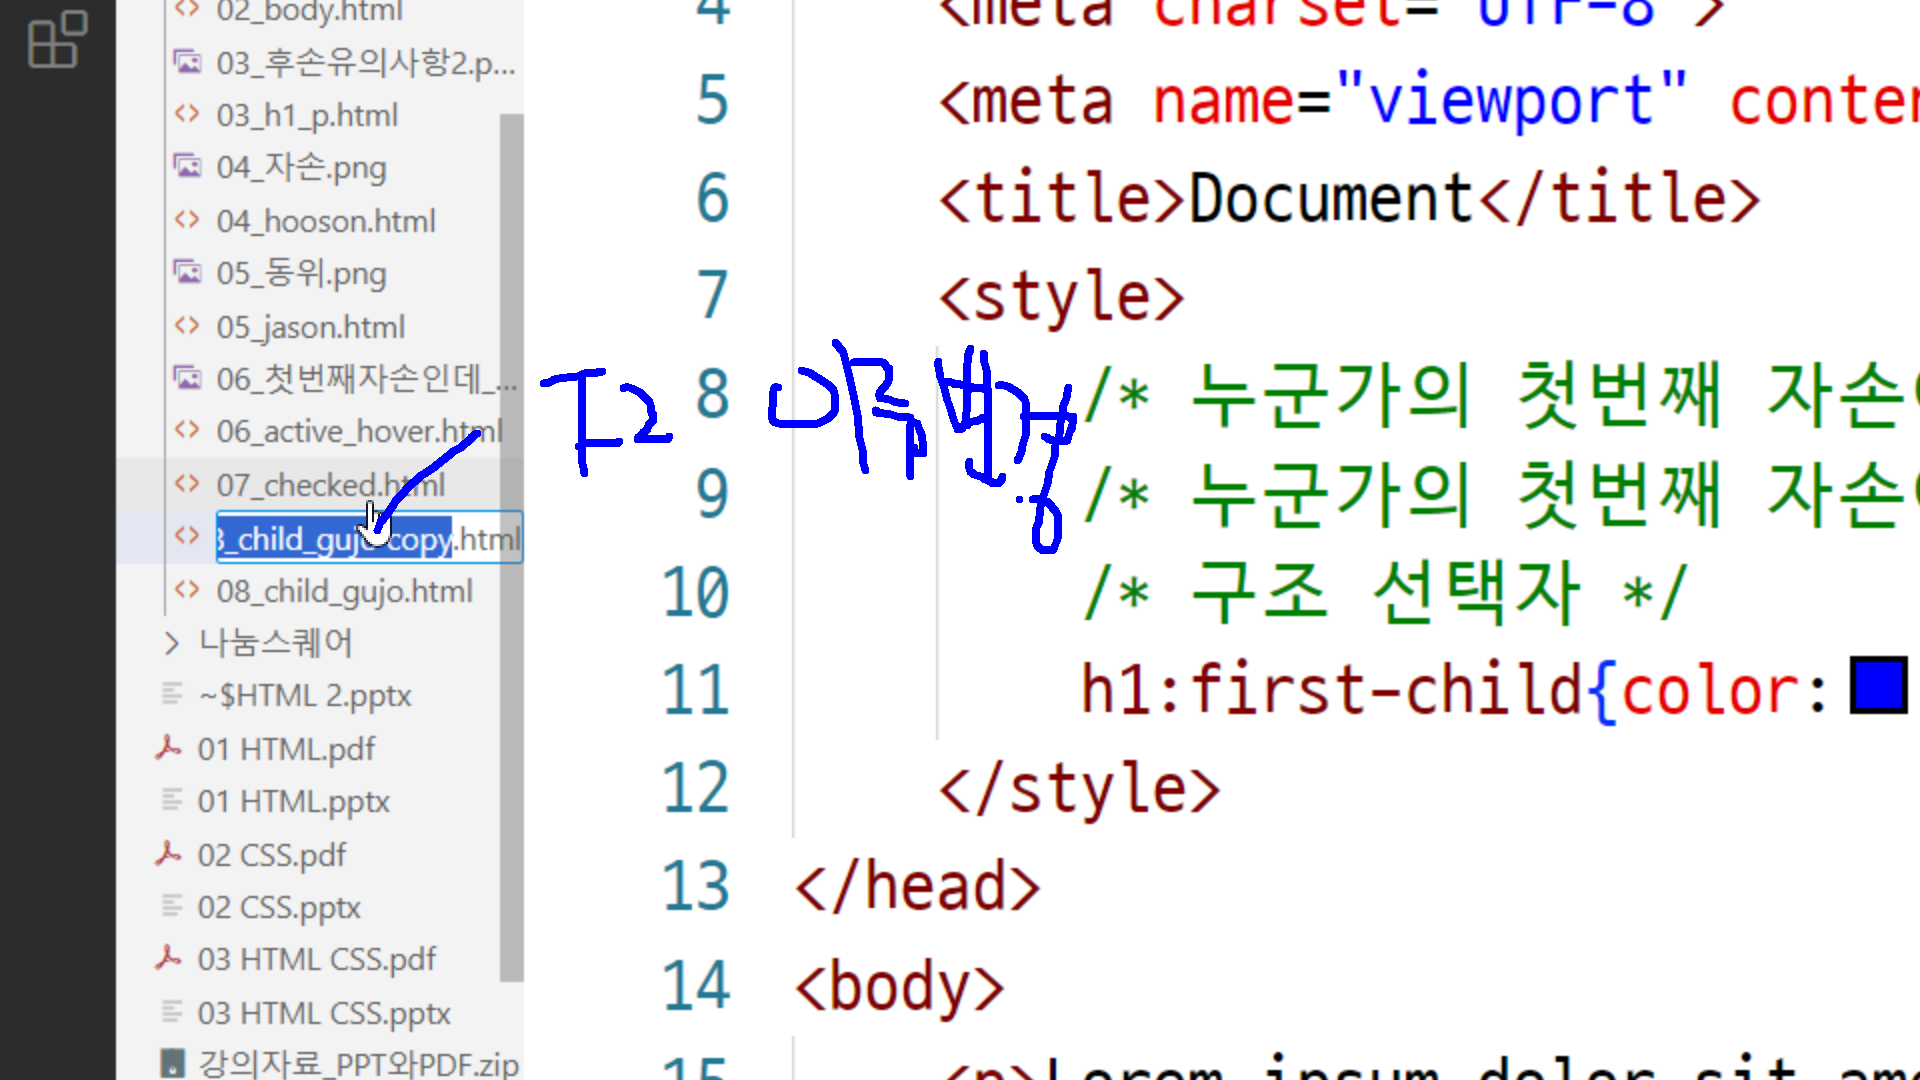 02_body.html
03_후손유의사항2.p...
03_h1_p.html
04_자손.png
04_hooson.html
05_동위.png
05_jason.html
06_첫번째자손인데_...
06_active_hover.html
07_checked.html
_child_gujo copy.html
08_child_gujo.html
나눔스퀘어
~$HTML 2.pptx
01 HTML.pdf
01 HTML.pptx
02 CSS.pdf
02 CSS.pptx
03 HTML CSS.pdf
03 HTML CSS.pptx
강의자료_PPT와PDF.zip
F2 이름변경
4 <meta charset="UTF-8">
5 <meta name="viewport" conten
6 <title>Document</title>
7 <style>
8 /* 누군가의 첫번째 자손
9 /* 누군가의 첫번째 자손
10 /* 구조 선택자 */
11 h1:first-child{color:
12 </style>
13 </head>
14 <body>
15 <p>Lorem ipsum dolor sit ame